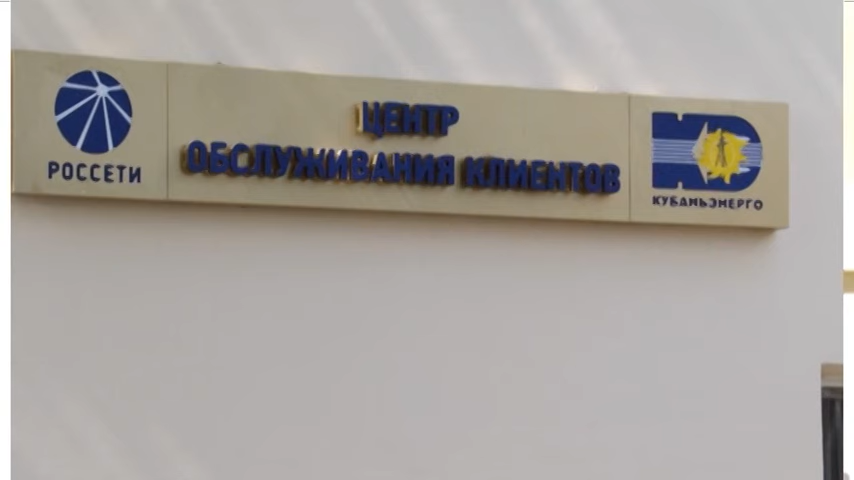 РОССЕТИ
ЦЕНТР
ОБСЛУЖИВАНИЯ КЛИЕНТОВ
КУБАНЬЭНЕРГО